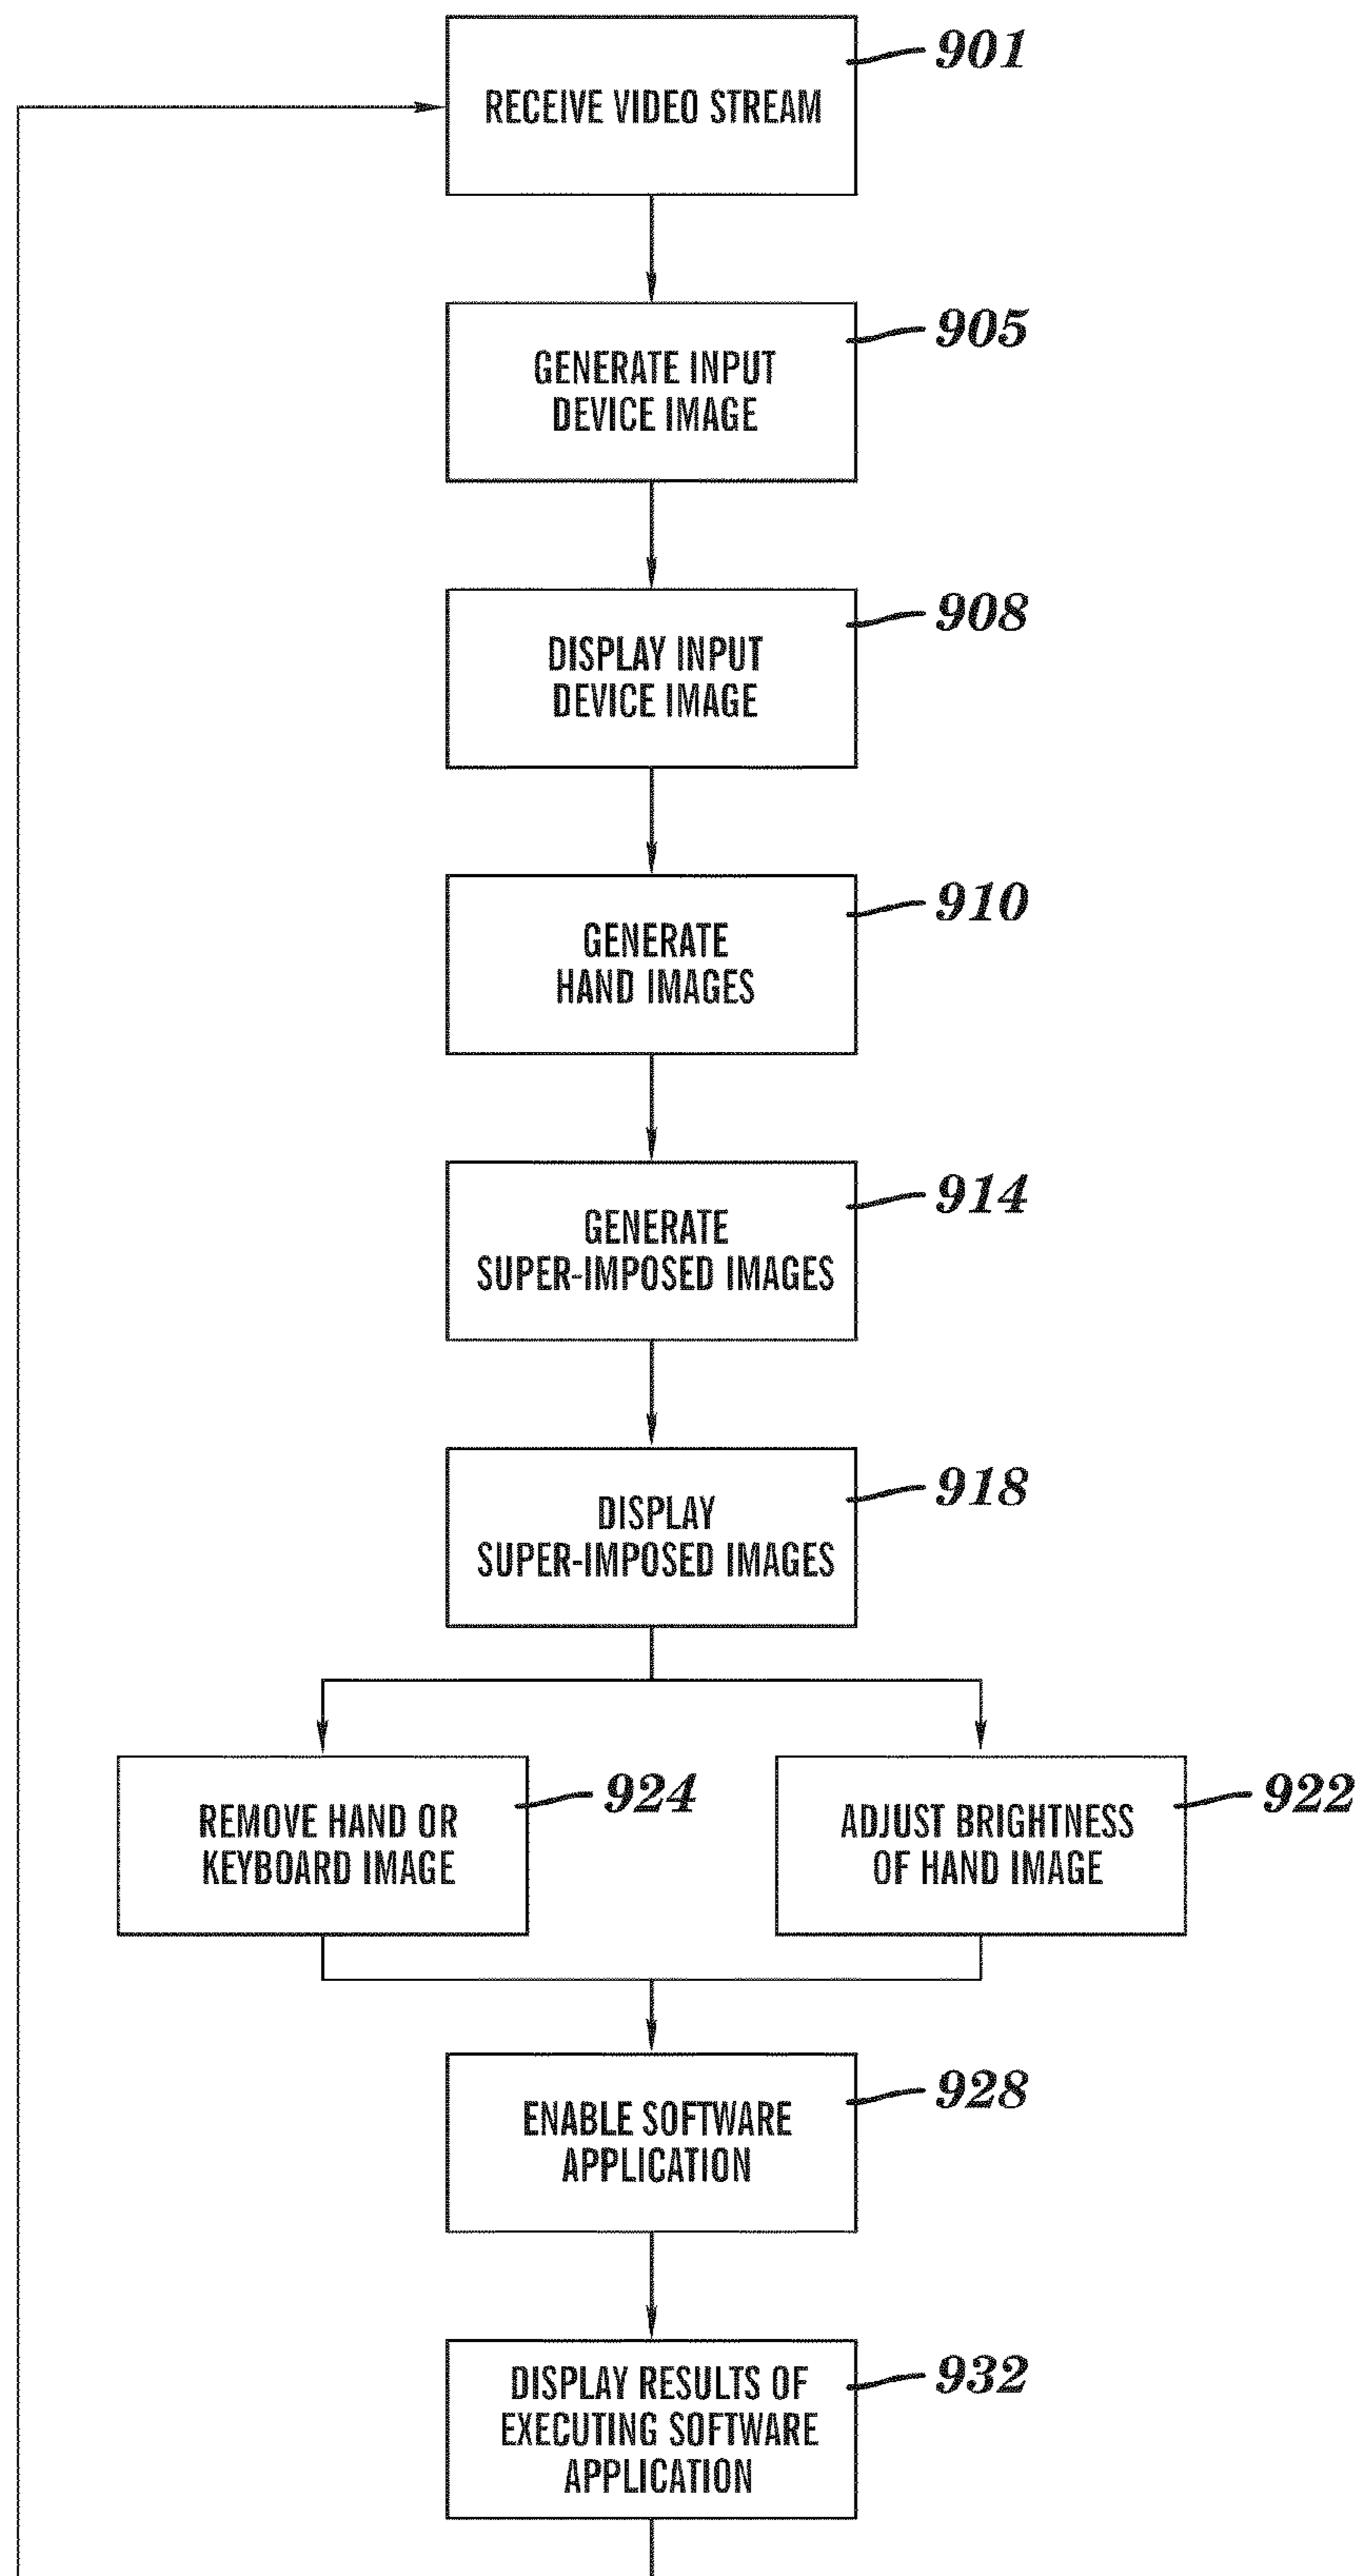 901
RECEIVE VIDEO STREAM
905
GENERATE INPUT
DEVICE IMAGE
908
DISPLAY INPUT
DEVICE IMAGE
910
GENERATE
HAND IMAGES
914
GENERATE
SUPER-IMPOSED IMAGES
918
DISPLAY
SUPER-IMPOSED IMAGES
924
REMOVE HAND OR
KEYBOARD IMAGE
922
ADJUST BRIGHTNESS
OF HAND IMAGE
928
ENABLE SOFTWARE
APPLICATION
932
DISPLAY RESULTS OF
EXECUTING SOFTWARE
APPLICATION